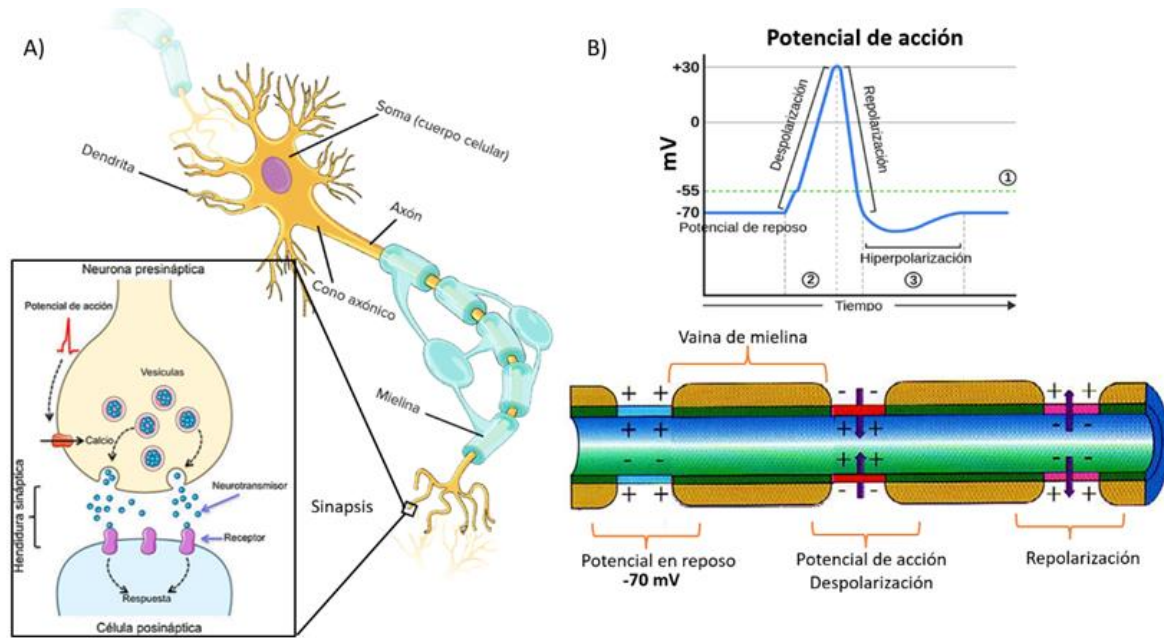 A)
Soma (cuerpo celular)
Dendrita
Axón
Cono axónico
Mielina
Sinapsis
Neurona presináptica
Potencial de acción
Vesículas
Calcio
Neurotransmisor
Hendidura sináptica
Receptor
Respuesta
Célula posináptica
B)
Potencial de acción
+30
0
mV
-55
-70
Despolarización
Repolarización
①
Potencial de reposo
Hiperpolarización
②
③
Tiempo
Vaina de mielina
+ + - - + +
+ + + + - -
- - + + - -
+ + - - + +
Potencial en reposo
-70 mV
Potencial de acción
Despolarización
Repolarización